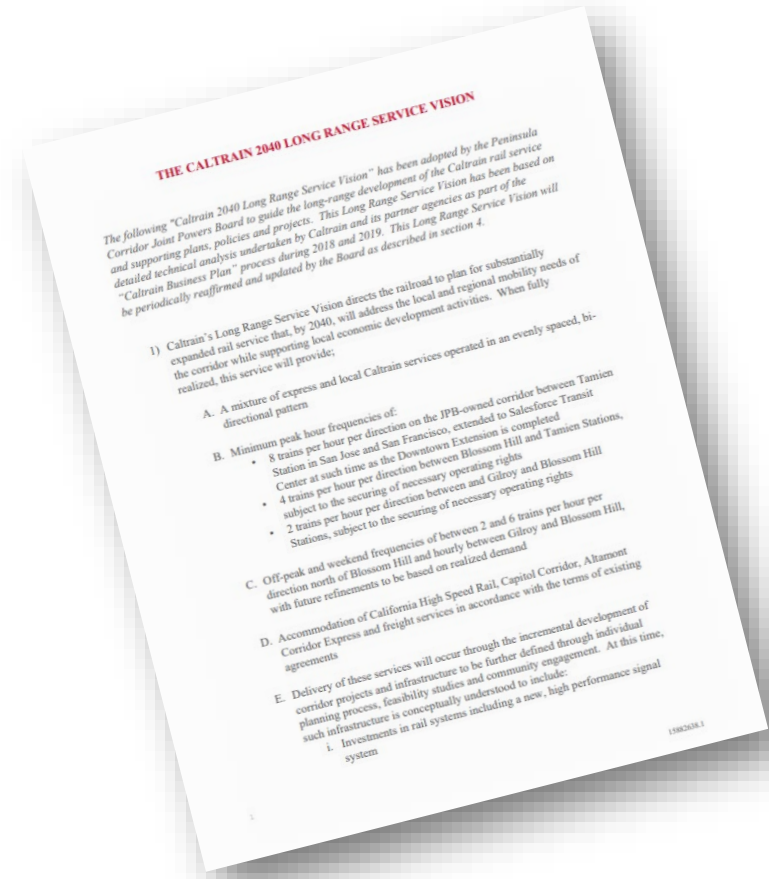 THE CALTRAIN 2040 LONG RANGE SERVICE VISION
The following "Caltrain 2040 Long Range Service Vision" has been adopted by the Peninsula
Corridor Joint Powers Board to guide the long-range development of the Caltrain rail service
and supporting plans, policies and projects. This Long Range Service Vision has been based on
detailed technical analysis undertaken by Caltrain and its partner agencies as part of the
"Caltrain Business Plan" process during 2018 and 2019. This Long Range Service Vision will
be periodically reaffirmed and updated by the Board as described in section 4.
1) Caltrain's Long Range Service Vision directs the railroad to plan for substantially
expanded rail service that, by 2040, will address the local and regional mobility needs of
the corridor while supporting local economic development activities. When fully
realized, this service will provide;
A. A mixture of express and local Caltrain services operated in an evenly spaced, bi-
directional pattern
B. Minimum peak hour frequencies of:
• 8 trains per hour per direction on the JPB-owned corridor between Tamien
Station in San Jose and San Francisco, extended to Salesforce Transit
Center at such time as the Downtown Extension is completed
• 4 trains per hour per direction between Blossom Hill and Tamien Stations,
subject to the securing of necessary operating rights
• 2 trains per hour per direction between and Gilroy and Blossom Hill
Stations, subject to the securing of necessary operating rights
C. Off-peak and weekend frequencies of between 2 and 6 trains per hour per
direction north of Blossom Hill and hourly between Gilroy and Blossom Hill,
with future refinements to be based on realized demand
D. Accommodation of California High Speed Rail, Capitol Corridor, Altamont
Corridor Express and freight services in accordance with the terms of existing
agreements
E. Delivery of these services will occur through the incremental development of
corridor projects and infrastructure to be further defined through individual
planning process, feasibility studies and community engagement. At this time,
such infrastructure is conceptually understood to include:
i. Investments in rail systems including a new, high performance signal
system
15882638.1
1